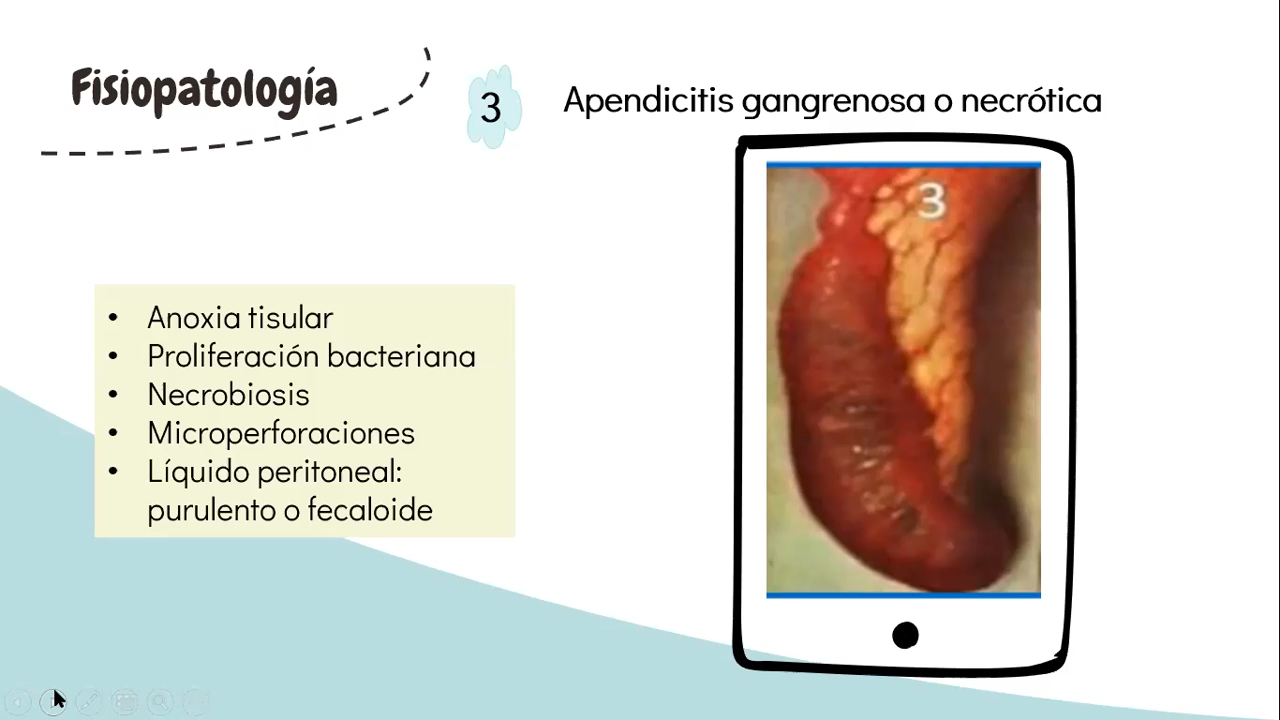 Fisiopatología
3
Apendicitis gangrenosa o necrótica
3
• Anoxia tisular
• Proliferación bacteriana
• Necrobiosis
• Microperforaciones
• Líquido peritoneal:
purulento o fecaloide